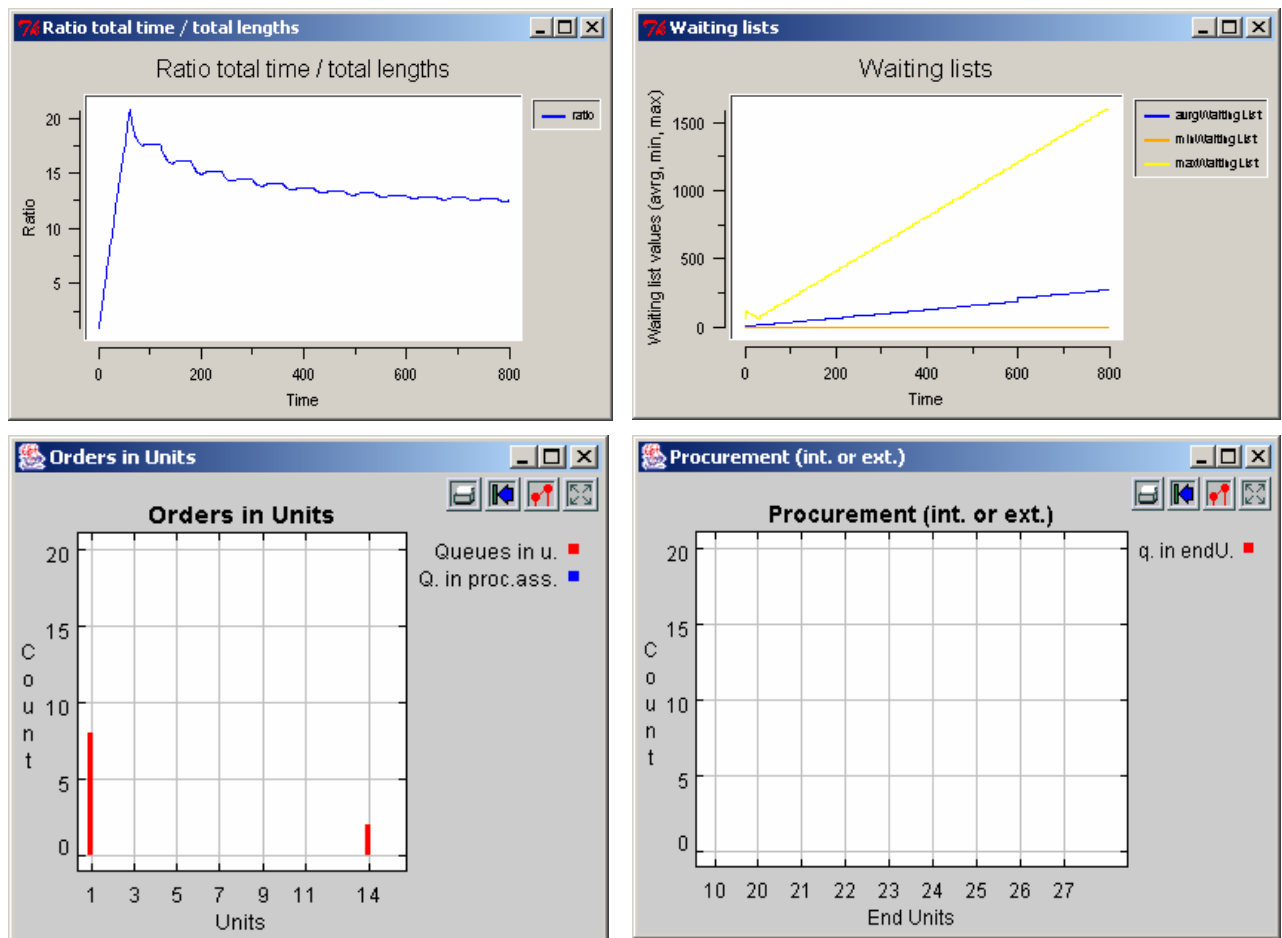 Ratio total time / total lengths
Ratio total time / total lengths
ratio
20
15
10
5
Ratio
0 200 400 600 800
Time
Waiting lists
Waiting lists
avrgWaitingList
minWaitingList
maxWaitingList
1500
1000
500
0
Waiting list values (avrg, min, max)
0 200 400 600 800
Time
Orders in Units
Orders in Units
Queues in u.
Q. in proc.ass.
20
15
10
5
0
Count
1 3 5 7 9 11 14
Units
Procurement (int. or ext.)
Procurement (int. or ext.)
q. in endU.
20
15
10
5
0
Count
10 20 21 22 23 24 25 26 27
End Units